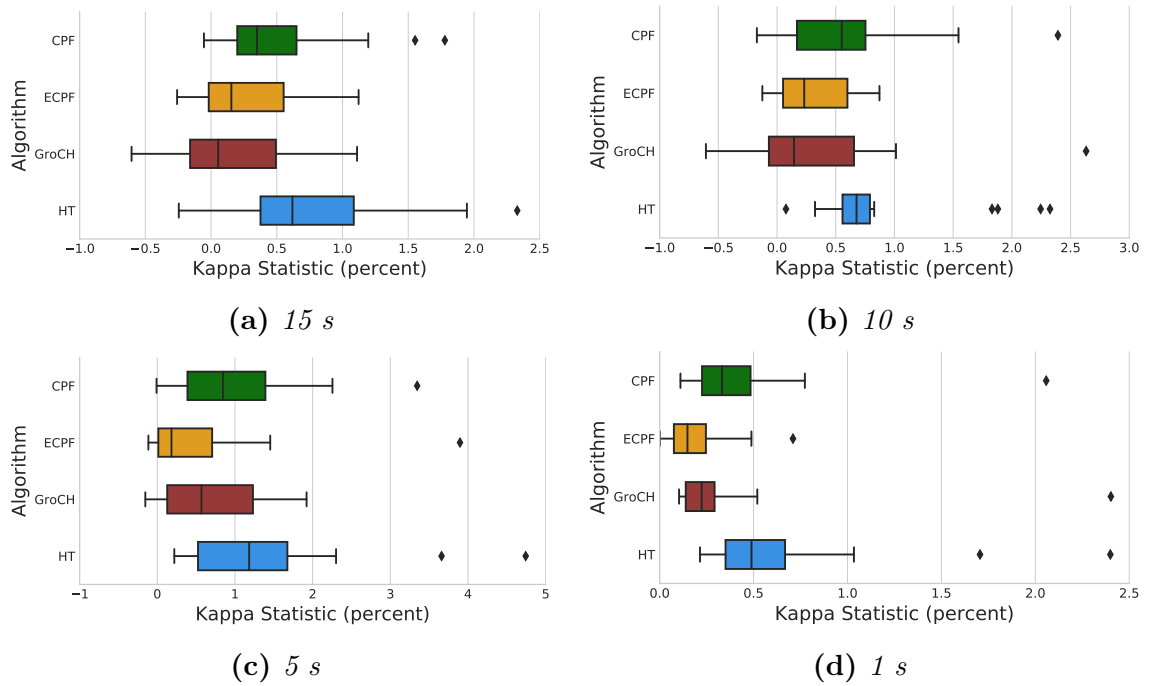 CPF
ECPF
GroCH
HT
Algorithm
−1.0 −0.5 0.0 0.5 1.0 1.5 2.0 2.5
Kappa Statistic (percent)
(a) 15 s
CPF
ECPF
GroCH
HT
Algorithm
−1.0 −0.5 0.0 0.5 1.0 1.5 2.0 2.5 3.0
Kappa Statistic (percent)
(b) 10 s
CPF
ECPF
GroCH
HT
Algorithm
−1 0 1 2 3 4 5
Kappa Statistic (percent)
(c) 5 s
CPF
ECPF
GroCH
HT
Algorithm
0.0 0.5 1.0 1.5 2.0 2.5
Kappa Statistic (percent)
(d) 1 s